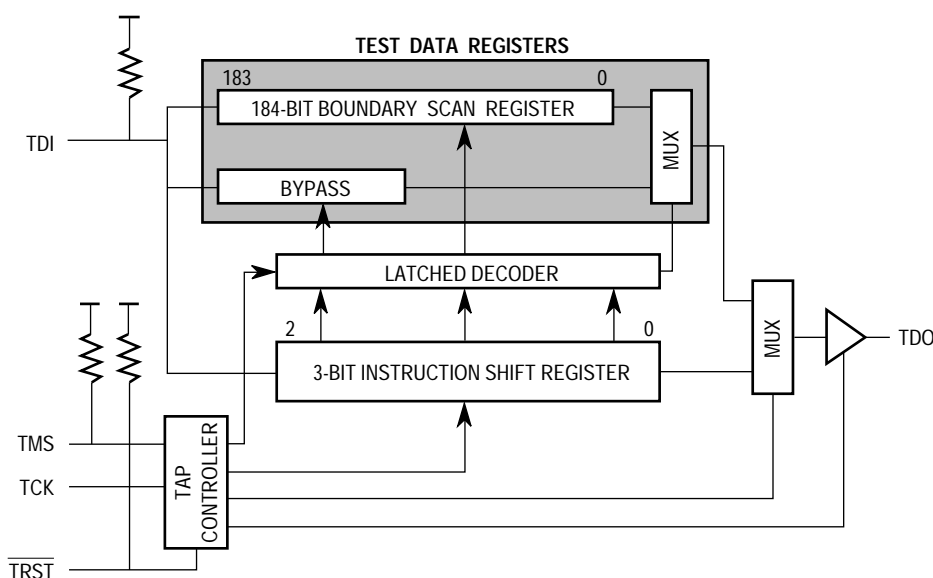 TEST DATA REGISTERS
183
0
184-BIT BOUNDARY SCAN REGISTER
TDI
MUX
BYPASS
LATCHED DECODER
2
0
MUX
TDO
3-BIT INSTRUCTION SHIFT REGISTER
TMS
TAP
CONTROLLER
TCK
TRST